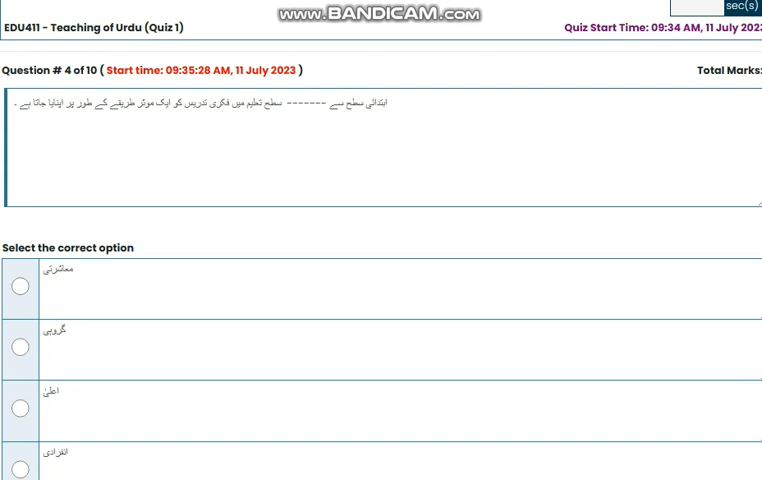 www.BANDICAM.com
sec(s)
EDU411 - Teaching of Urdu (Quiz 1)
Quiz Start Time: 09:34 AM, 11 July 2023
Question # 4 of 10 ( Start time: 09:35:28 AM, 11 July 2023 )
Total Marks:
ابتدائی سطح سے ------- سطح تعلیم میں فکری تدریس کو ایک موثر طریقے کے طور پر اپنایا جاتا ہے ۔
Select the correct option
معاشرتی
گروہی
اعلیٰ
انفرادی